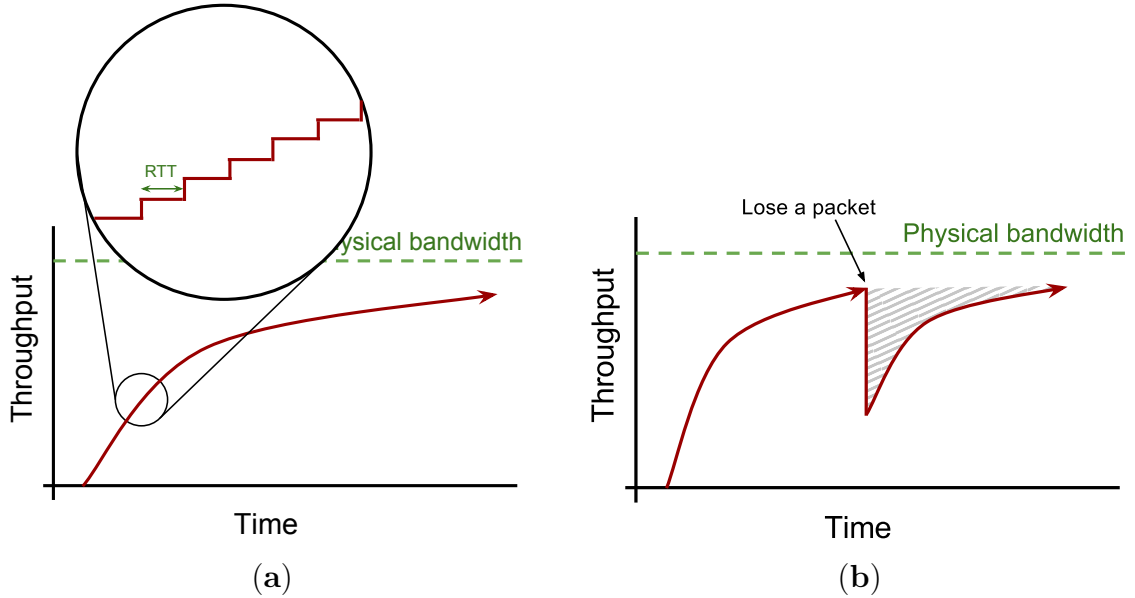 RTT
ysical bandwidth
Throughput
Time
(a)
Lose a packet
Physical bandwidth
Throughput
Time
(b)